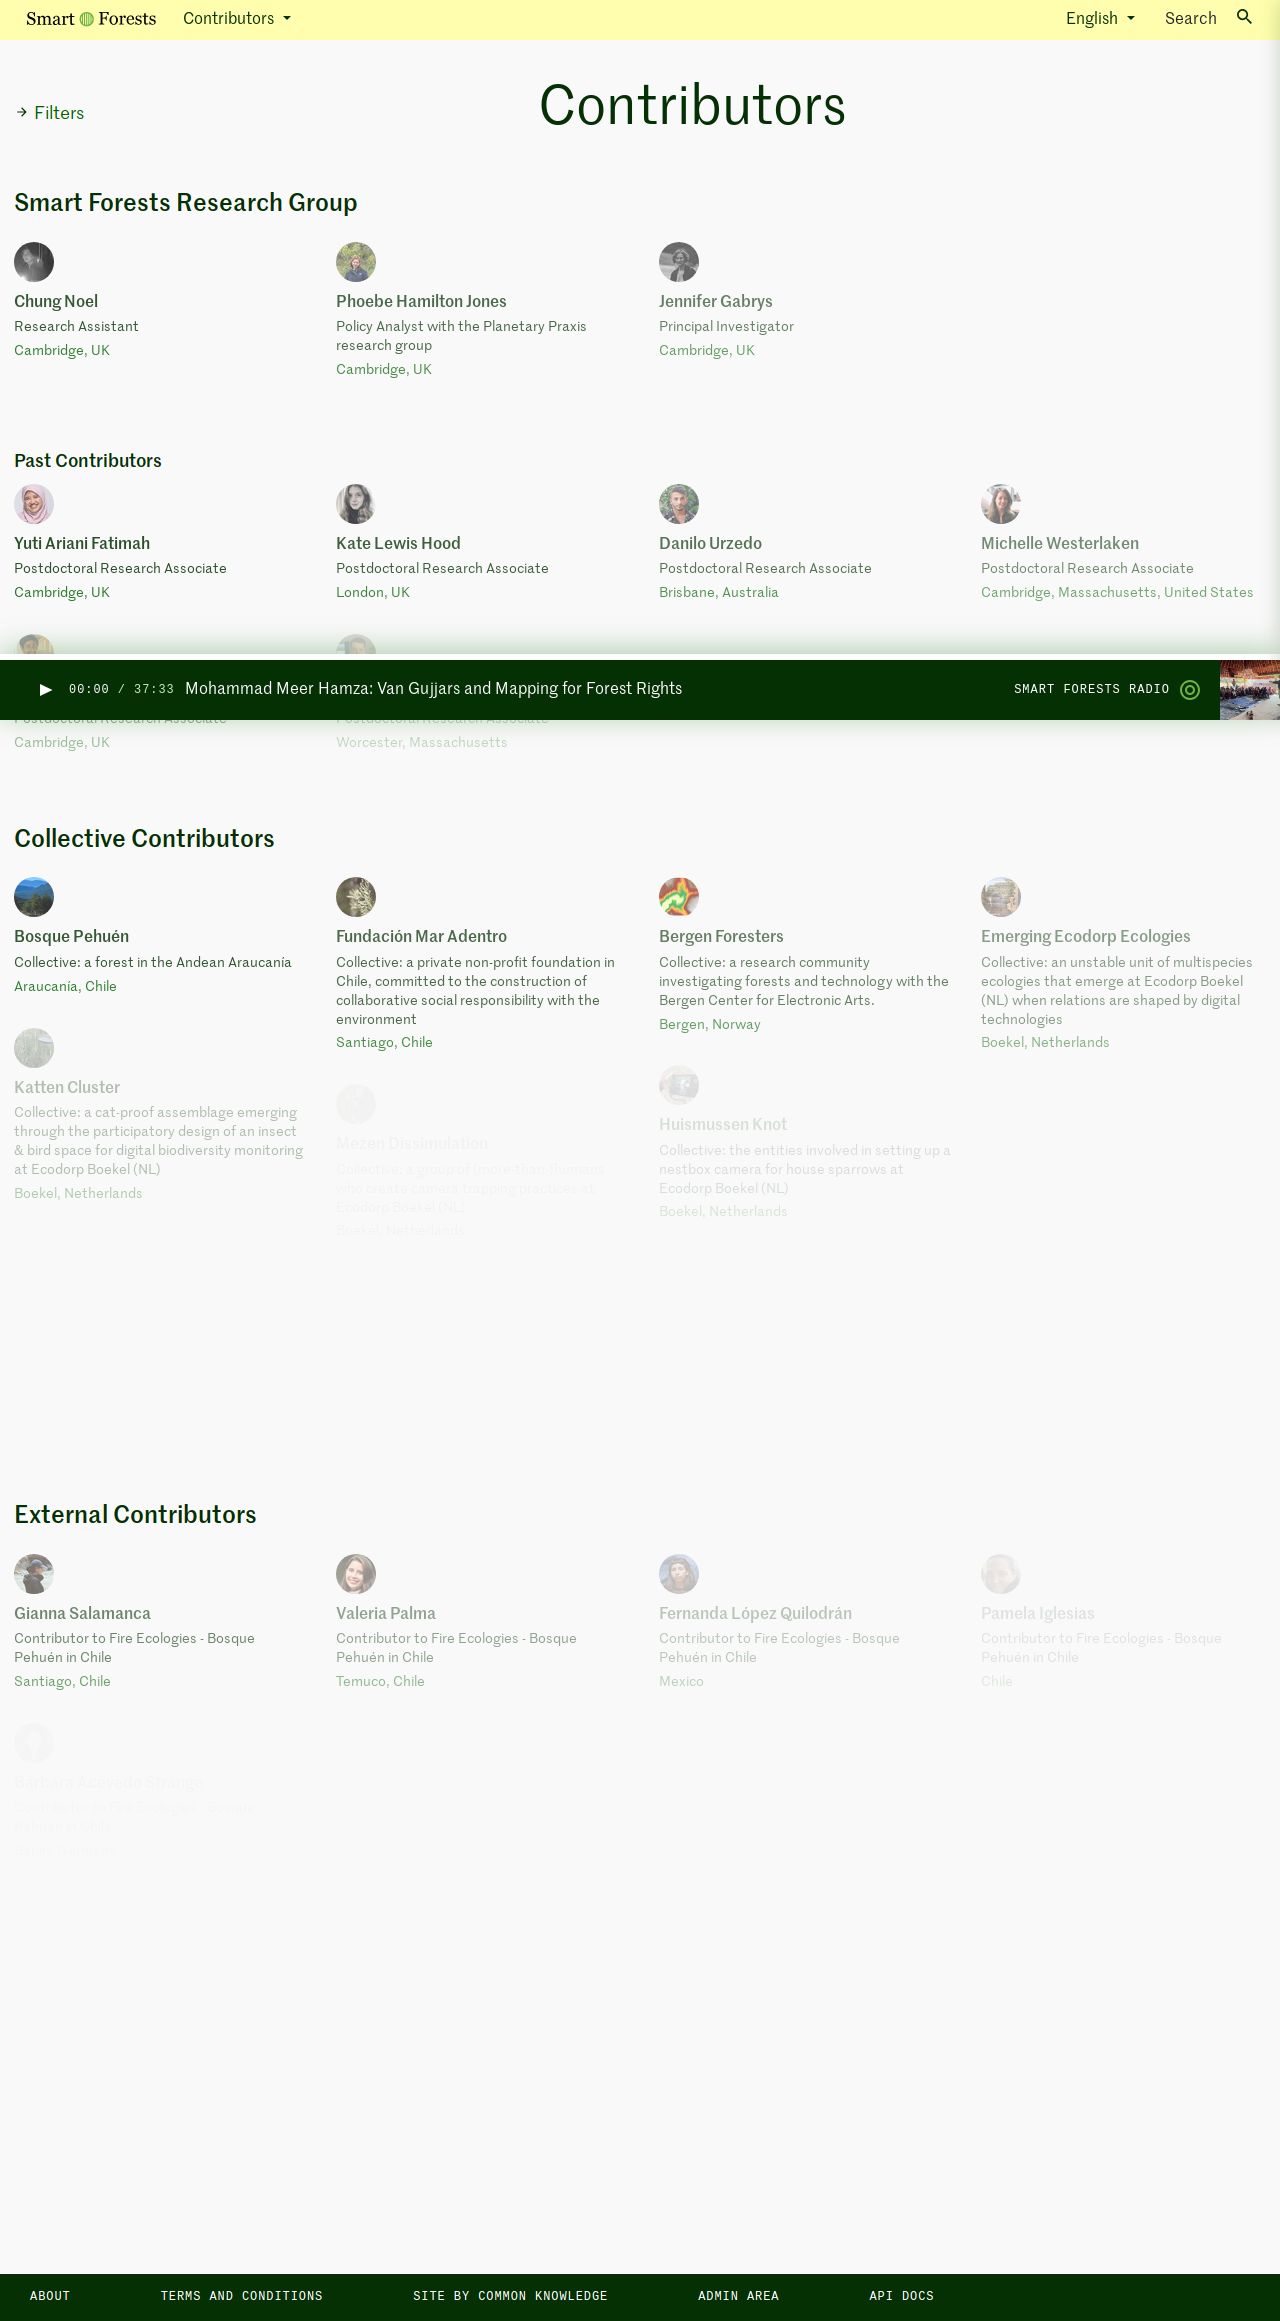 Smart Forests Contributors English Search
Filters
Contributors
Smart Forests Research Group
Chung Noel
Research Assistant
Cambridge, UK
Phoebe Hamilton Jones
Policy Analyst with the Planetary Praxis
research group
Cambridge, UK
Jennifer Gabrys
Principal Investigator
Cambridge, UK
Past Contributors
Yuti Ariani Fatimah
Postdoctoral Research Associate
Cambridge, UK
Kate Lewis Hood
Postdoctoral Research Associate
London, UK
Danilo Urzedo
Postdoctoral Research Associate
Brisbane, Australia
Michelle Westerlaken
Postdoctoral Research Associate
Cambridge, Massachusetts, United States
00:00 / 37:33 Mohammad Meer Hamza: Van Gujjars and Mapping for Forest Rights SMART FORESTS RADIO
Postdoctoral Research Associate
Cambridge, UK
Postdoctoral Research Associate
Worcester, Massachusetts
Collective Contributors
Bosque Pehuén
Collective: a forest in the Andean Araucanía
Araucanía, Chile
Fundación Mar Adentro
Collective: a private non-profit foundation in
Chile, committed to the construction of
collaborative social responsibility with the
environment
Santiago, Chile
Bergen Foresters
Collective: a research community
investigating forests and technology with the
Bergen Center for Electronic Arts.
Bergen, Norway
Emerging Ecodorp Ecologies
Collective: an unstable unit of multispecies
ecologies that emerge at Ecodorp Boekel
(NL) when relations are shaped by digital
technologies
Boekel, Netherlands
Katten Cluster
Collective: a cat-proof assemblage emerging
through the participatory design of an insect
& bird space for digital biodiversity monitoring
at Ecodorp Boekel (NL)
Boekel, Netherlands
Mezen Dissimulation
Collective: a group of (more-than-)humans
who create camera trapping practices at
Ecodorp Boekel (NL)
Boekel, Netherlands
Huismussen Knot
Collective: the entities involved in setting up a
nestbox camera for house sparrows at
Ecodorp Boekel (NL)
Boekel, Netherlands
External Contributors
Gianna Salamanca
Contributor to Fire Ecologies - Bosque
Pehuén in Chile
Santiago, Chile
Valeria Palma
Contributor to Fire Ecologies - Bosque
Pehuén in Chile
Temuco, Chile
Fernanda López Quilodrán
Contributor to Fire Ecologies - Bosque
Pehuén in Chile
Mexico
Pamela Iglesias
Contributor to Fire Ecologies - Bosque
Pehuén in Chile
Chile
Contributor to Fire Ecologies - Bosque
Pehuén in Chile
ABOUT TERMS AND CONDITIONS SITE BY COMMON KNOWLEDGE ADMIN AREA API DOCS